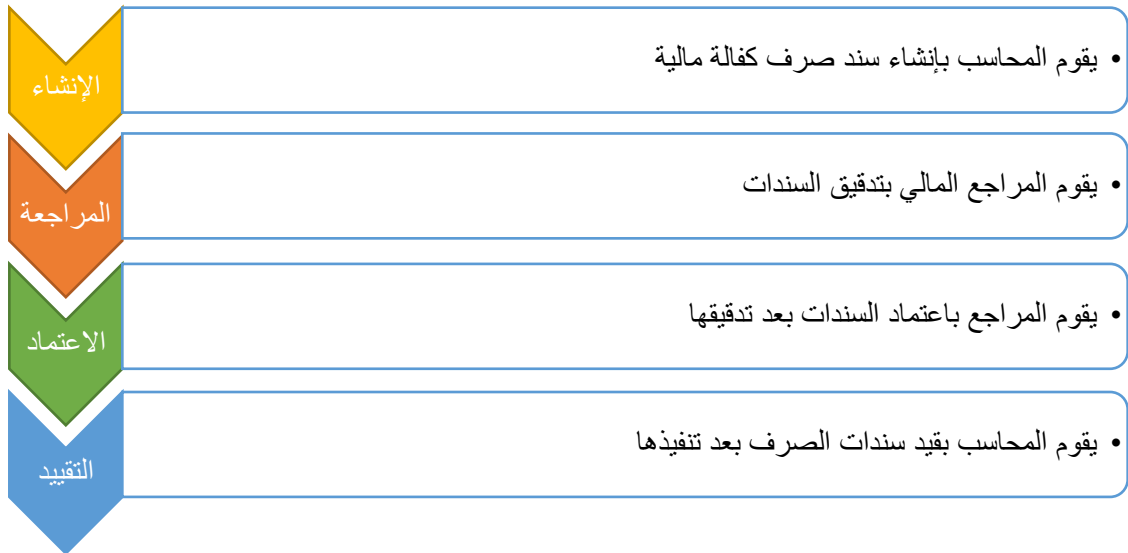 الإنشاء
• يقوم المحاسب بإنشاء سند صرف كفالة مالية
المراجعة
• يقوم المراجع المالي بتدقيق السندات
الاعتماد
• يقوم المراجع باعتماد السندات بعد تدقيقها
التقييد
• يقوم المحاسب بقيد سندات الصرف بعد تنفيذها